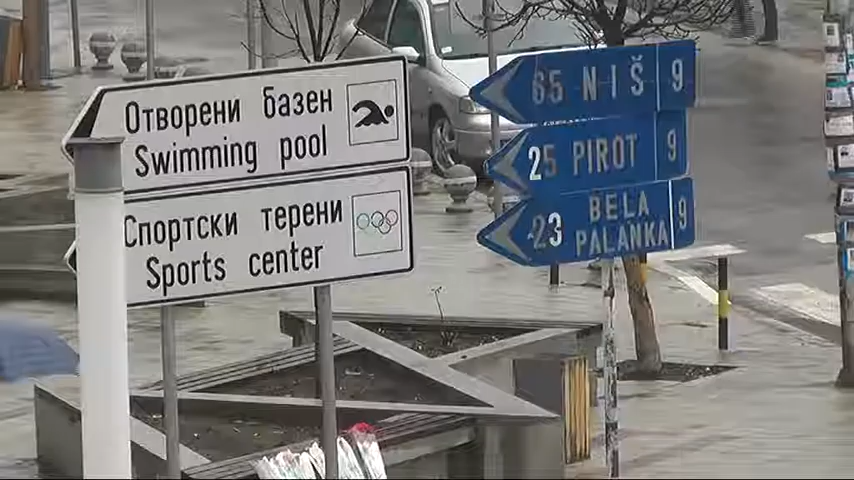 Отворени базен
Swimming pool
Спортски терени
Sports center
65 NIŠ 9
25 PIROT 9
23 BELA PALANKA 9